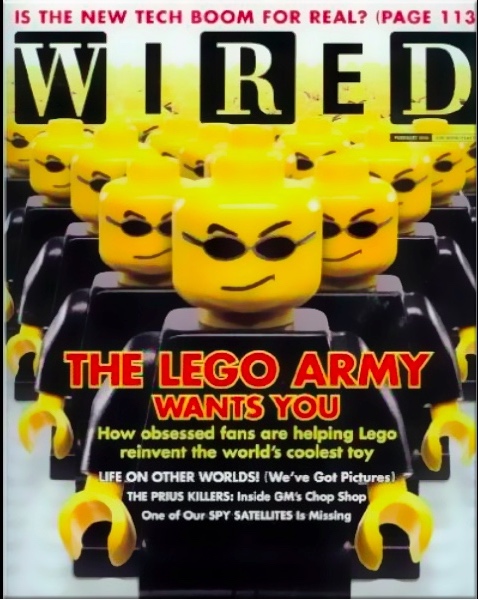 IS THE NEW TECH BOOM FOR REAL? (PAGE 113
WIRED
THE LEGO ARMY
WANTS YOU
How obsessed fans are helping Lego
reinvent the world's coolest toy
LIFE ON OTHER WORLDS! (We've Got Pictures)
THE PRIUS KILLERS: Inside GM's Chop Shop
One of Our SPY SATELLITES Is Missing